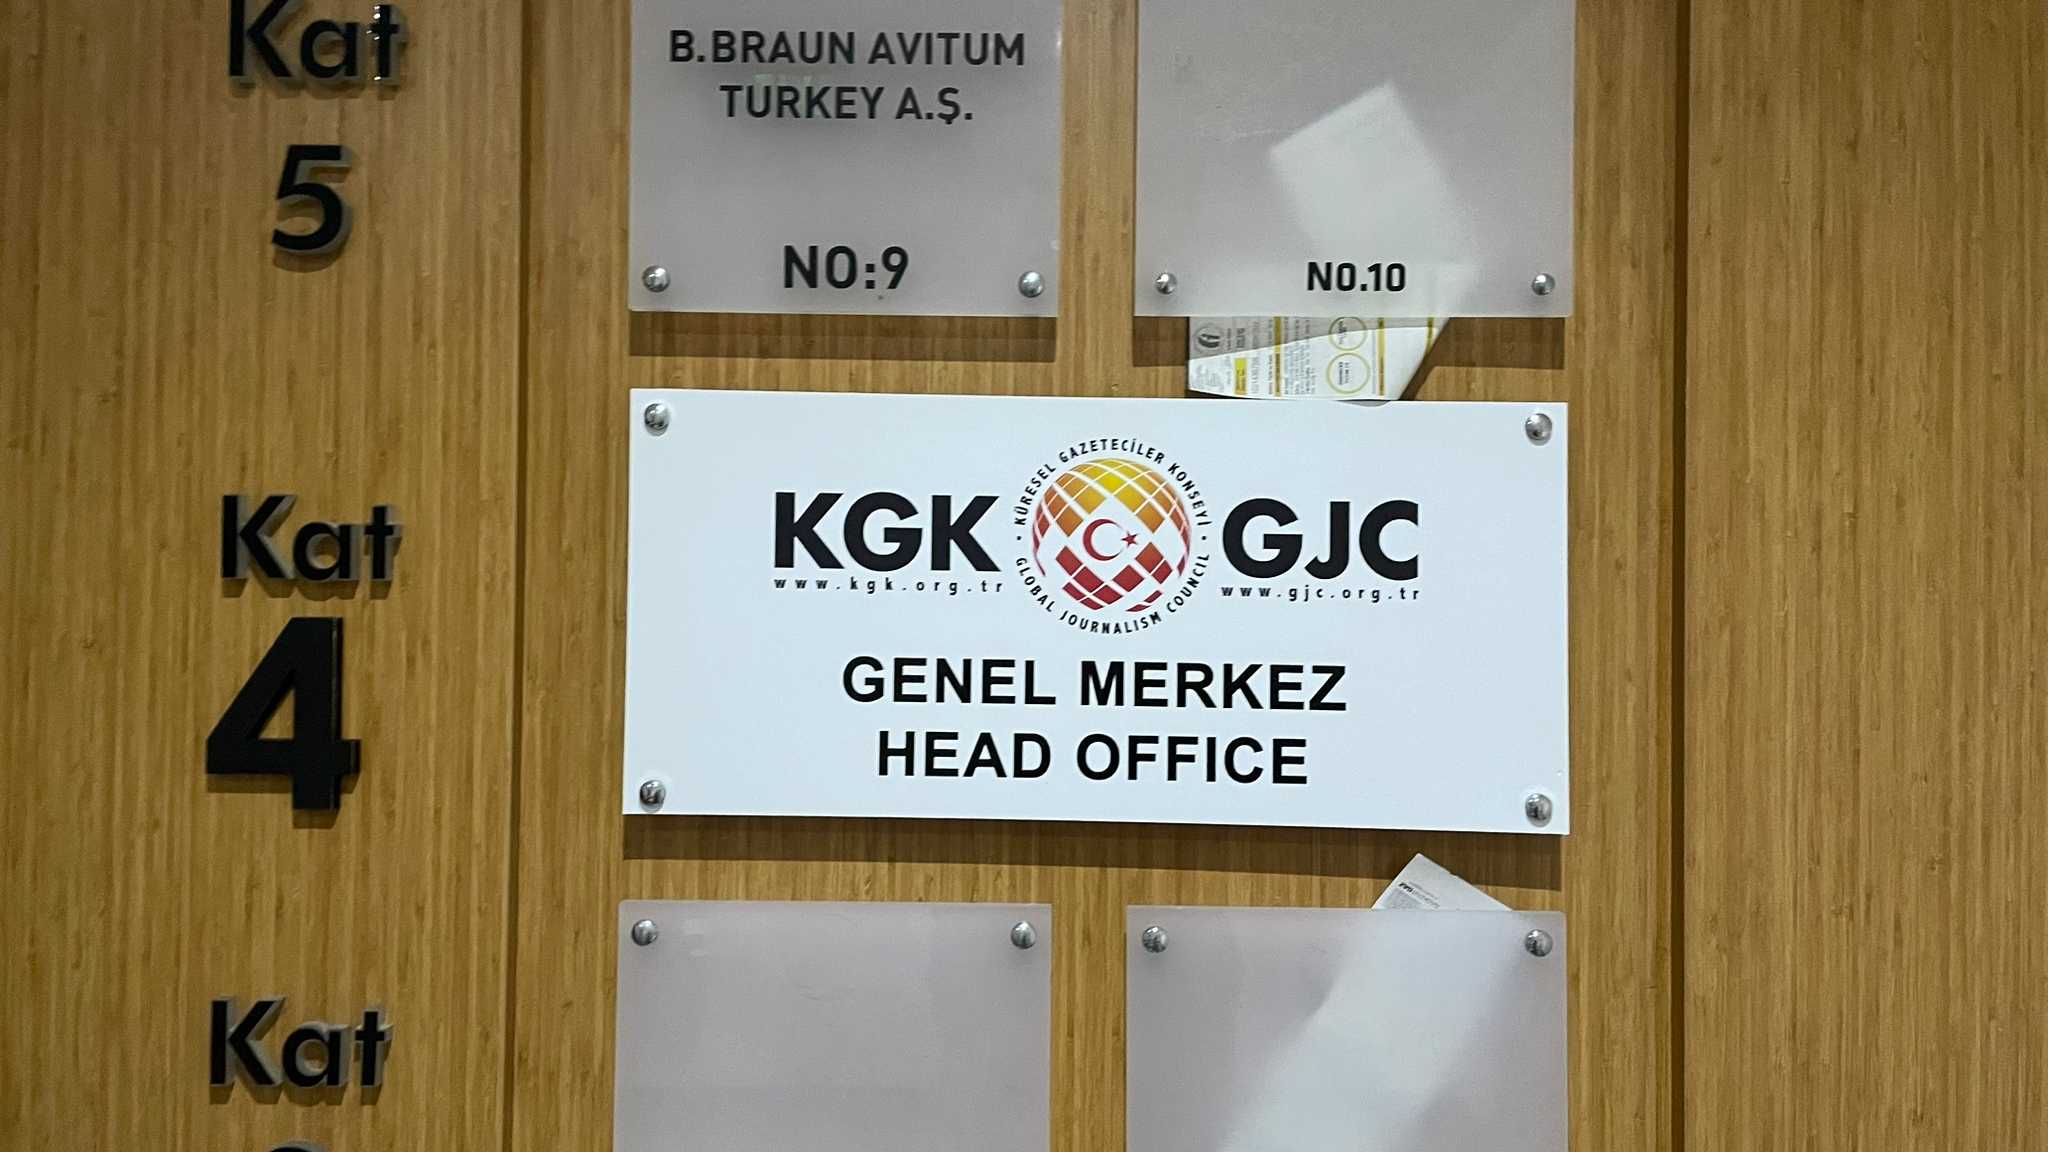 Kat
5
B.BRAUN AVITUM
TURKEY A.Ş.
NO:9
NO.10
Kat
4
KGK
www.kgk.org.tr
KÜRESEL GAZETECİLER KONSEYİ
GLOBAL JOURNALISM COUNCIL
GJC
www.gjc.org.tr
GENEL MERKEZ
HEAD OFFICE
Kat